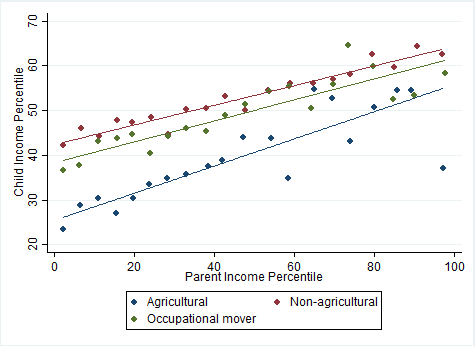 70
60
50
40
30
20
Child Income Percentile
0 20 40 60 80 100
Parent Income Percentile
Agricultural Non-agricultural
Occupational mover